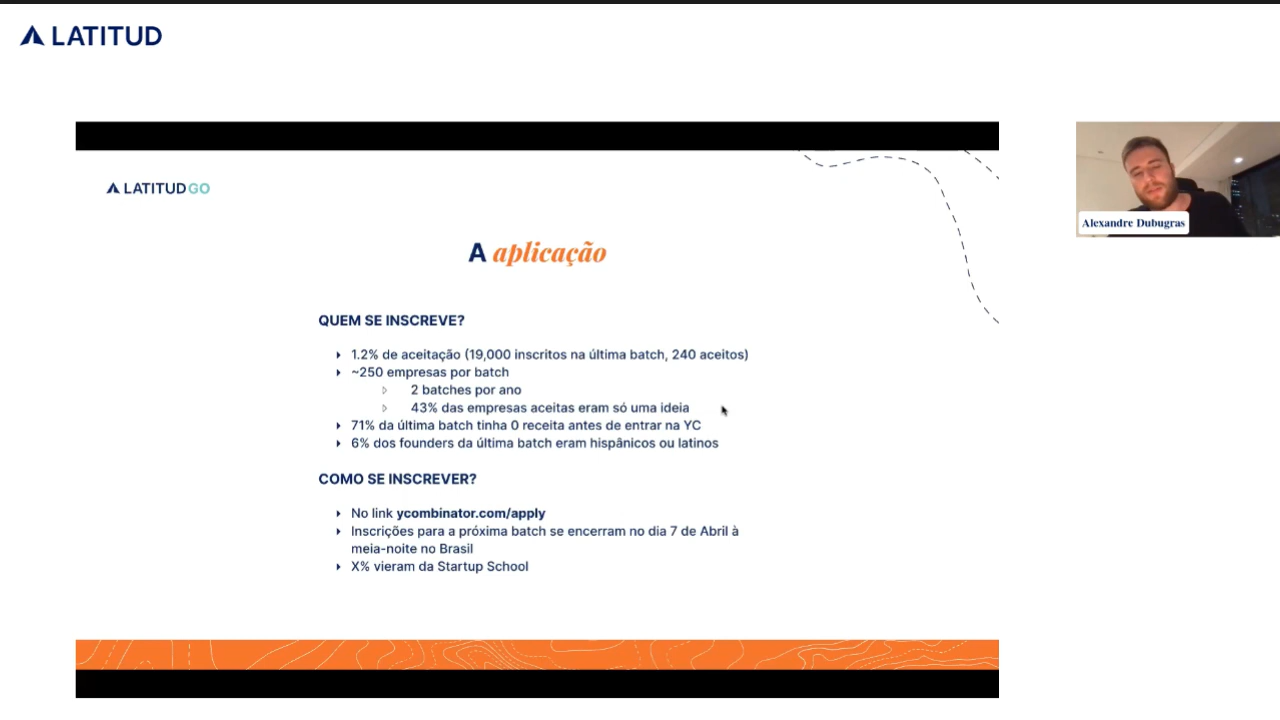 LATITUD
LATITUD GO
A aplicação
QUEM SE INSCREVE?
1.2% de aceitação (19,000 inscritos na última batch, 240 aceitos)
~250 empresas por batch
2 batches por ano
43% das empresas aceitas eram só uma ideia
71% da última batch tinha 0 receita antes de entrar na YC
6% dos founders da última batch eram hispânicos ou latinos
COMO SE INSCREVER?
No link ycombinator.com/apply
Inscrições para a próxima batch se encerram no dia 7 de Abril à
meia-noite no Brasil
X% vieram da Startup School
Alexandre Dubugras